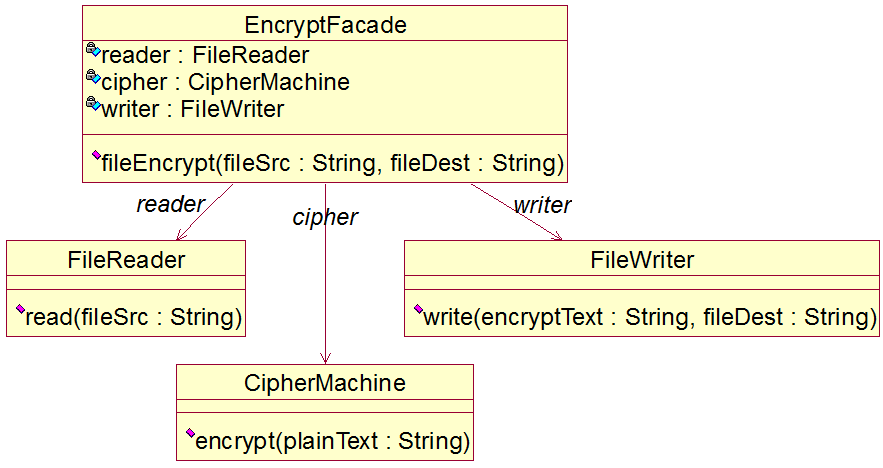 EncryptFacade
reader : FileReader
cipher : CipherMachine
writer : FileWriter
fileEncrypt(fileSrc : String, fileDest : String)
reader
cipher
writer
FileReader
read(fileSrc : String)
FileWriter
write(encryptText : String, fileDest : String)
CipherMachine
encrypt(plainText : String)